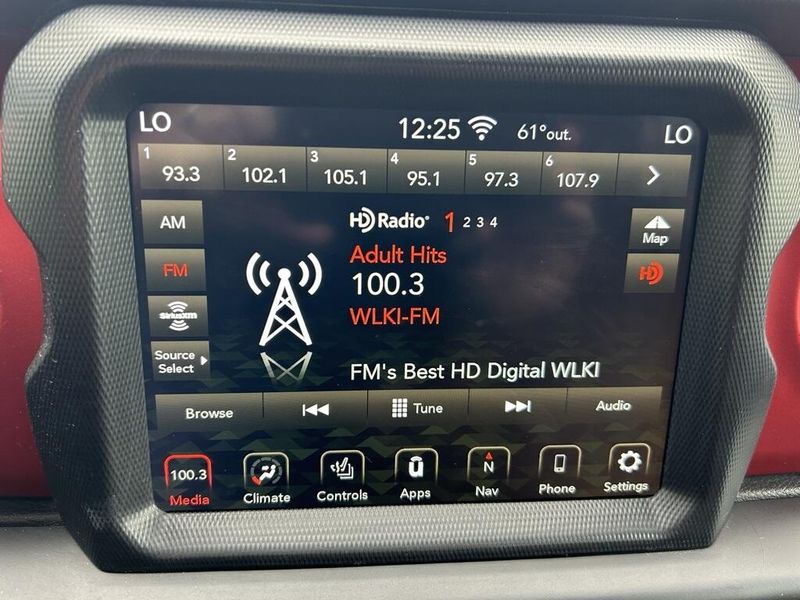 LO 12:25 61°out. LO
1 93.3 2 102.1 3 105.1 4 95.1 5 97.3 6 107.9
AM HD Radio® 1 2 3 4 Map
FM Adult Hits HD
100.3
SiriusXM WLKI-FM
Source
Select FM's Best HD Digital WLKI
Browse Tune Audio
100.3 N
Media Climate Controls Apps Nav Phone Settings